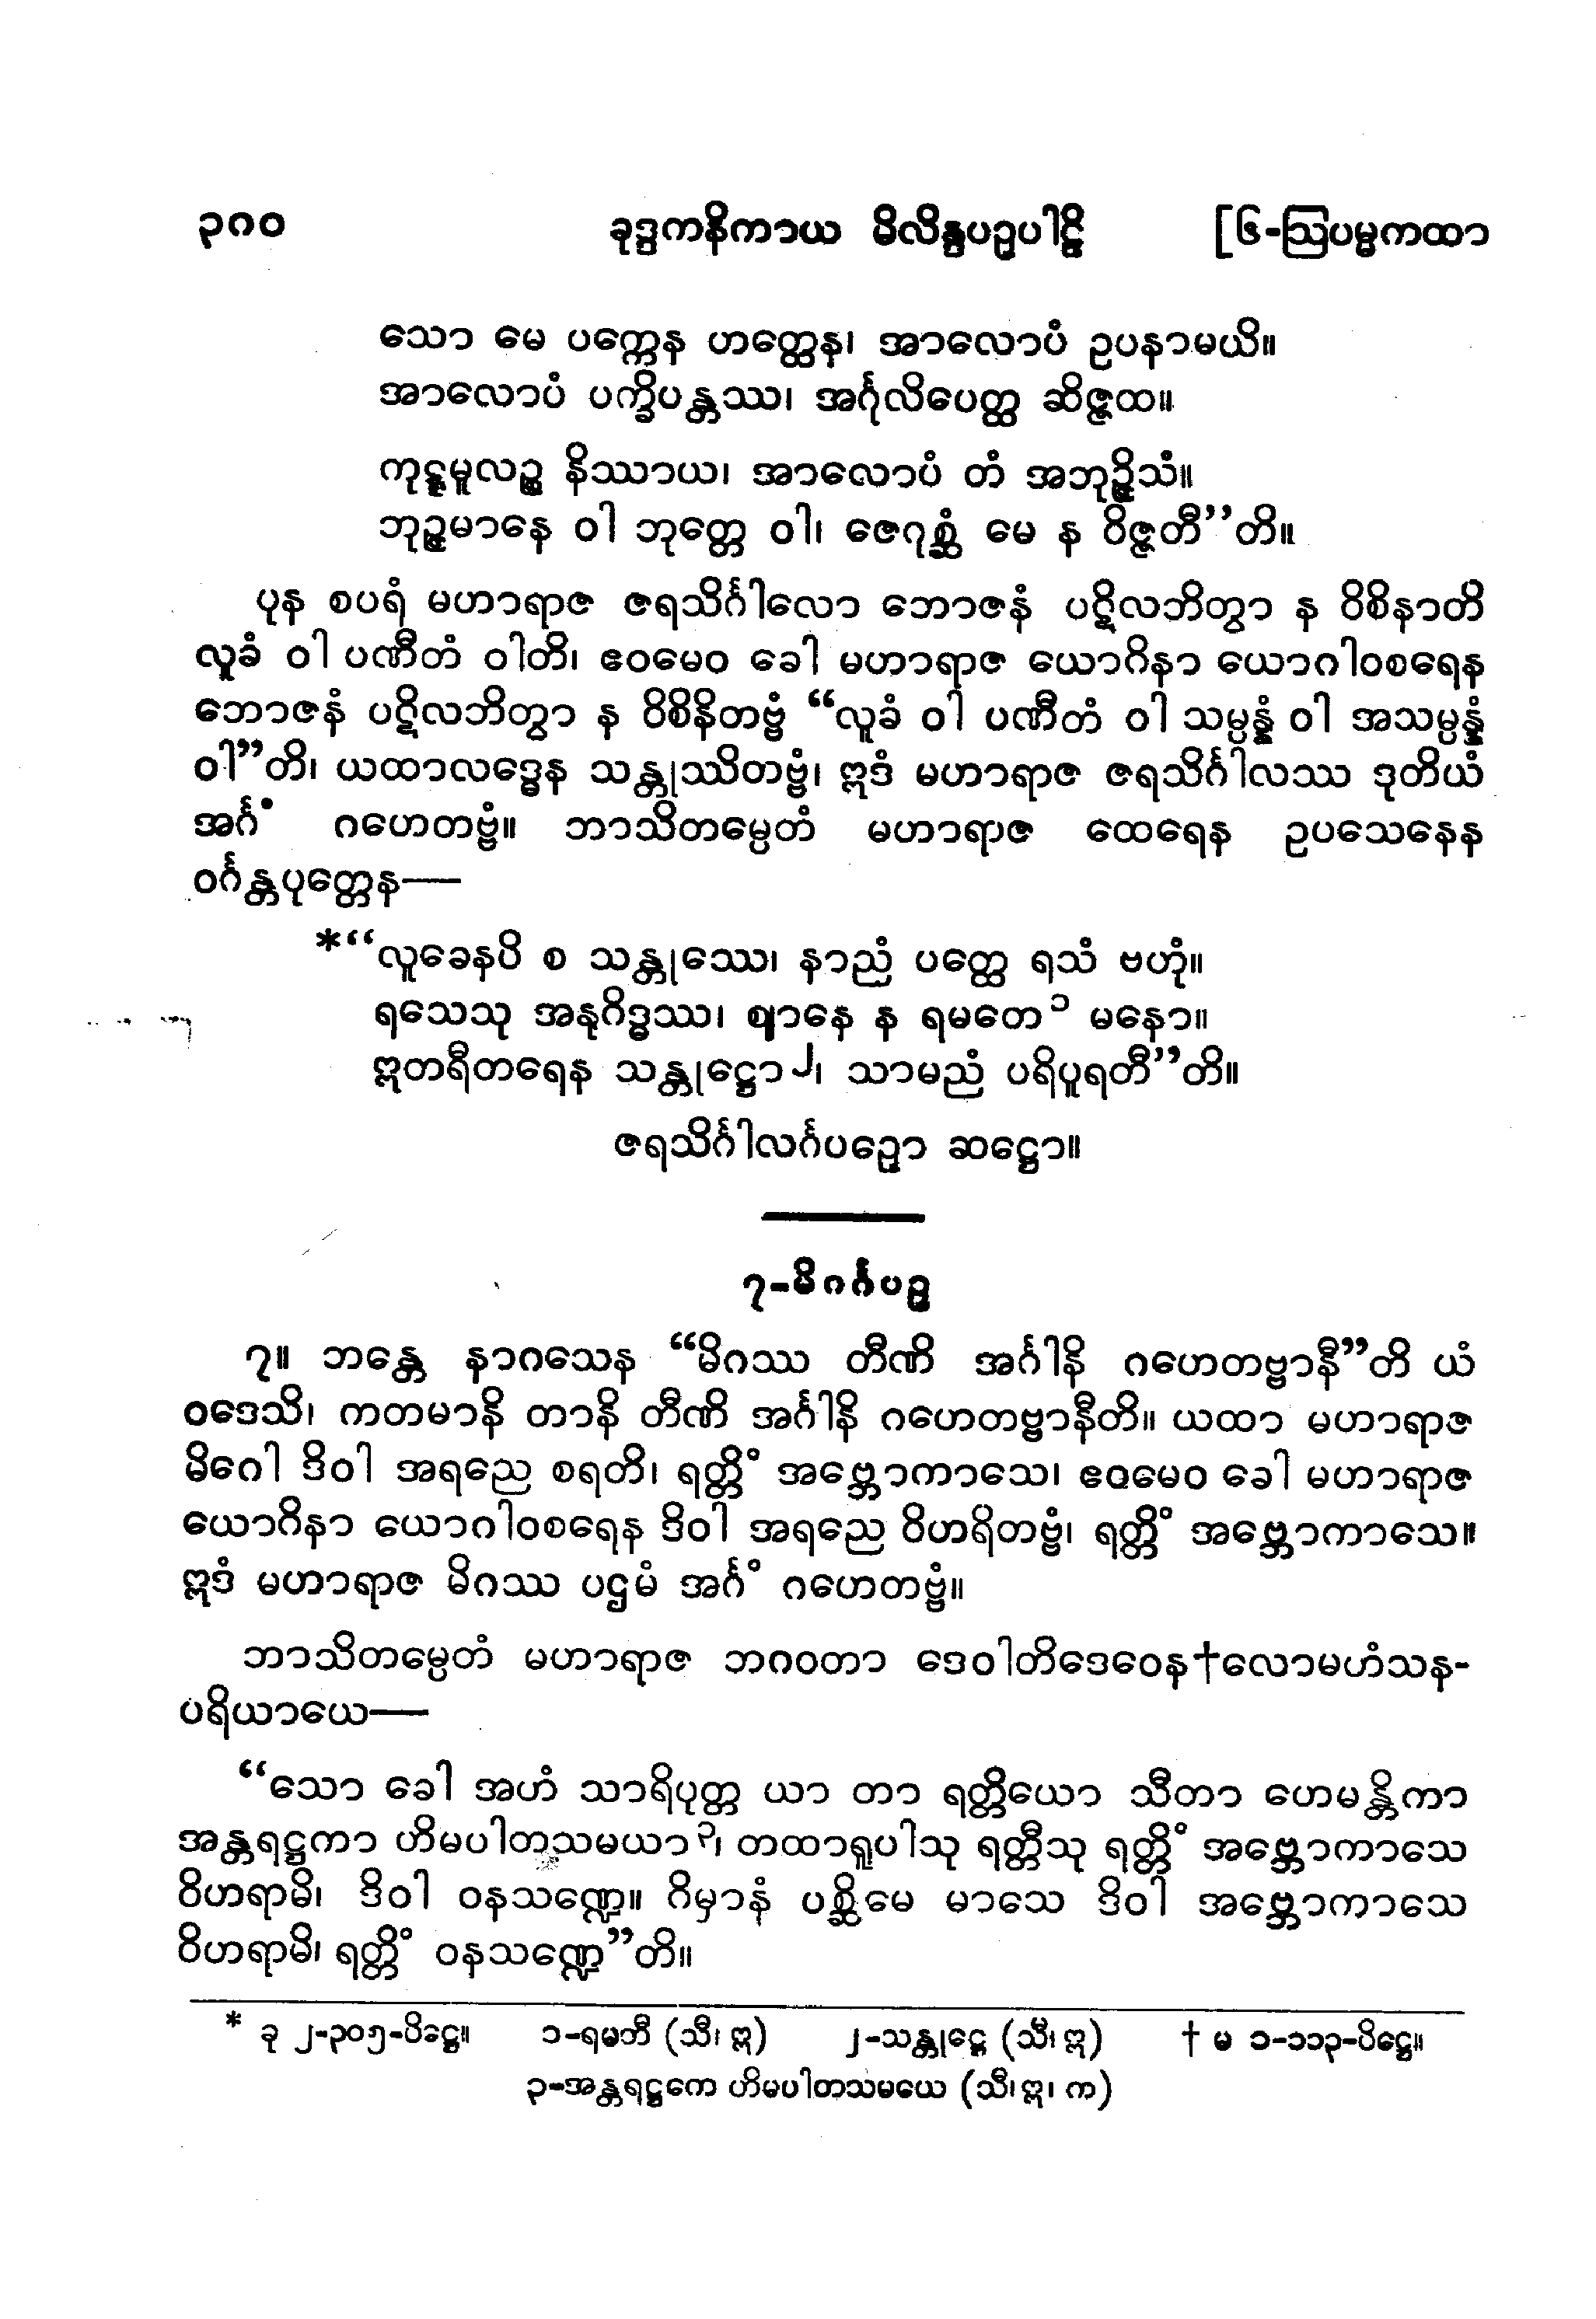 ၃၈၀ ခုဒ္ဒကနိကာယ မိလိန္ဒပဉှပါဠိ [၆-ဩပမ္မကထာ
သော မေ ပက္ကေန ဟတ္ထေန၊ အာလောပံ ဥပနာမယိ။
အာလောပံ ပက္ခိပန္တဿ၊ အင်္ဂုလိပေတ္ထ ဆိဇ္ဇထ။
ကုဋ္ဋမူလဉ္စ နိဿာယ၊ အာလောပံ တံ အဘုဉ္ဇိသံ။
ဘုဉ္ဇမာနေ ဝါ ဘုတ္တေ ဝါ၊ ဇေဂုစ္ဆံ မေ န ဝိဇ္ဇတီ”တိ။
ပုန စပရံ မဟာရာဇ ဇရသိင်္ဂါလော ဘောဇနံ ပဋိလဘိတွာ န ဝိစိနာတိ
လူခံ ဝါ ပဏီတံ ဝါတိ၊ ဧဝမေဝ ခေါ မဟာရာဇ ယောဂိနာ ယောဂါဝစရေန
ဘောဇနံ ပဋိလဘိတွာ န ဝိစိနိတဗ္ဗံ “လူခံ ဝါ ပဏီတံ ဝါ သမ္ပန္နံ ဝါ အသမ္ပန္နံ
ဝါ”တိ၊ ယထာလဒ္ဓေန သန္တုဿိတဗ္ဗံ၊ ဣဒံ မဟာရာဇ ဇရသိင်္ဂါလဿ ဒုတိယံ
အင်္ဂံ ဂဟေတဗ္ဗံ။ ဘာသိတမ္ပေတံ မဟာရာဇ ထေရေန ဥပသေနေန
ဝင်္ဂန္တပုတ္တေန—
*“လူခေနပိ စ သန္တုဿေ၊ နာညံ ပတ္ထေ ရသံ ဗဟုံ။
ရသေသု အနုဂိဒ္ဓဿ၊ ဈာနေ န ရမတေ၁ မနော။
ဣတရီတရေန သန္တုဋ္ဌော၂၊ သာမညံ ပရိပူရတီ”တိ။
ဇရသိင်္ဂါလင်္ဂပဉှော ဆဋ္ဌော။
၇-မိဂင်္ဂပဉှ
၇။ ဘန္တေ နာဂသေန “မိဂဿ တီဏိ အင်္ဂါနိ ဂဟေတဗ္ဗာနီ”တိ ယံ
ဝဒေသိ၊ ကတမာနိ တာနိ တီဏိ အင်္ဂါနိ ဂဟေတဗ္ဗာနီတိ။ ယထာ မဟာရာဇ
မိဂေါ ဒိဝါ အရညေ စရတိ၊ ရတ္တိံ အဗ္ဘောကာသေ၊ ဧဝမေဝ ခေါ မဟာရာဇ
ယောဂိနာ ယောဂါဝစရေန ဒိဝါ အရညေ ဝိဟရိတဗ္ဗံ၊ ရတ္တိံ အဗ္ဘောကာသေ။
ဣဒံ မဟာရာဇ မိဂဿ ပဌမံ အင်္ဂံ ဂဟေတဗ္ဗံ။
ဘာသိတမ္ပေတံ မဟာရာဇ ဘဂဝတာ ဒေဝါတိဒေဝေန†လောမဟံသန-
ပရိယာယေ—
“သော ခေါ အဟံ သာရိပုတ္တ ယာ တာ ရတ္တိယော သီတာ ဟေမန္တိကာ
အန္တရဋ္ဌကာ ဟိမပါတသမယာ၃၊ တထာရူပါသု ရတ္တီသု ရတ္တိံ အဗ္ဘောကာသေ
ဝိဟရာမိ၊ ဒိဝါ ဝနသဏ္ဍေ။ ဂိမှာနံ ပစ္ဆိမေ မာသေ ဒိဝါ အဗ္ဘောကာသေ
ဝိဟရာမိ၊ ရတ္တိံ ဝနသဏ္ဍေ”တိ။
* ခု ၂-၃၀၅-ပိဋ္ဌေ။ ၁-ရမဘီ (သီ၊ ဣ) ၂-သန္တုဋ္ဌေ (သီ၊ ဣ) † မ ၁-၁၁၃-ပိဋ္ဌေ။
၃-အန္တရဋ္ဌကေ ဟိမပါတသမယေ (သီ၊ ဣ၊ က)